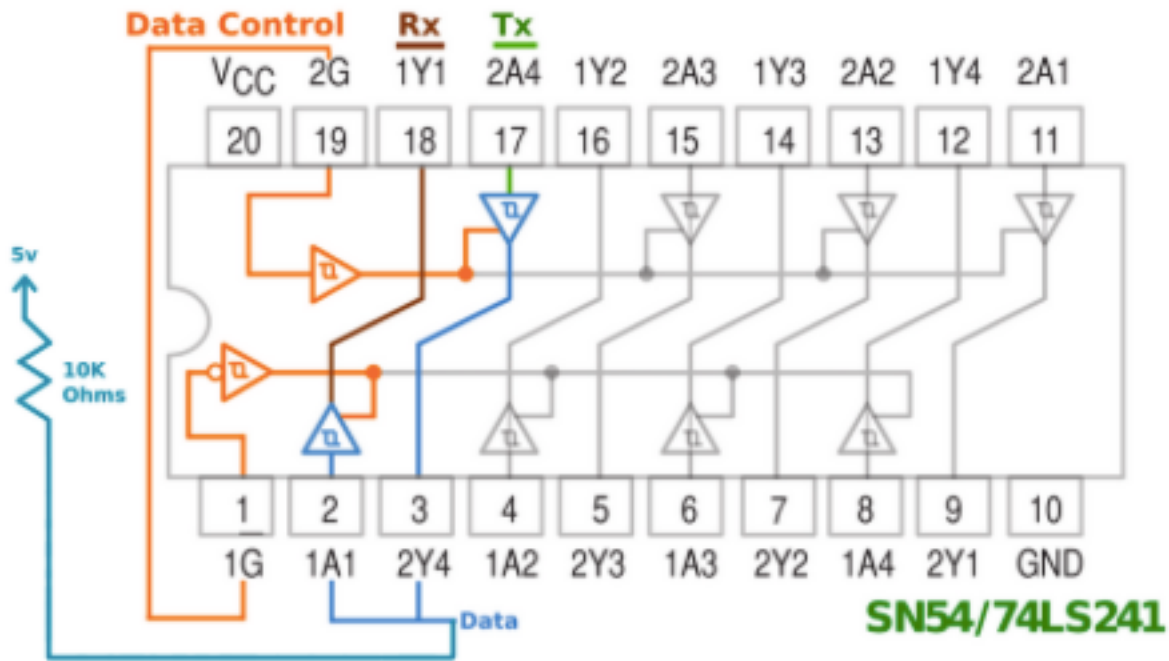 Data Control Rx Tx
VCC 2G 1Y1 2A4 1Y2 2A3 1Y3 2A2 1Y4 2A1
20 19 18 17 16 15 14 13 12 11
5v
10K
Ohms
1 2 3 4 5 6 7 8 9 10
1G 1A1 2Y4 1A2 2Y3 1A3 2Y2 1A4 2Y1 GND
Data
SN54/74LS241